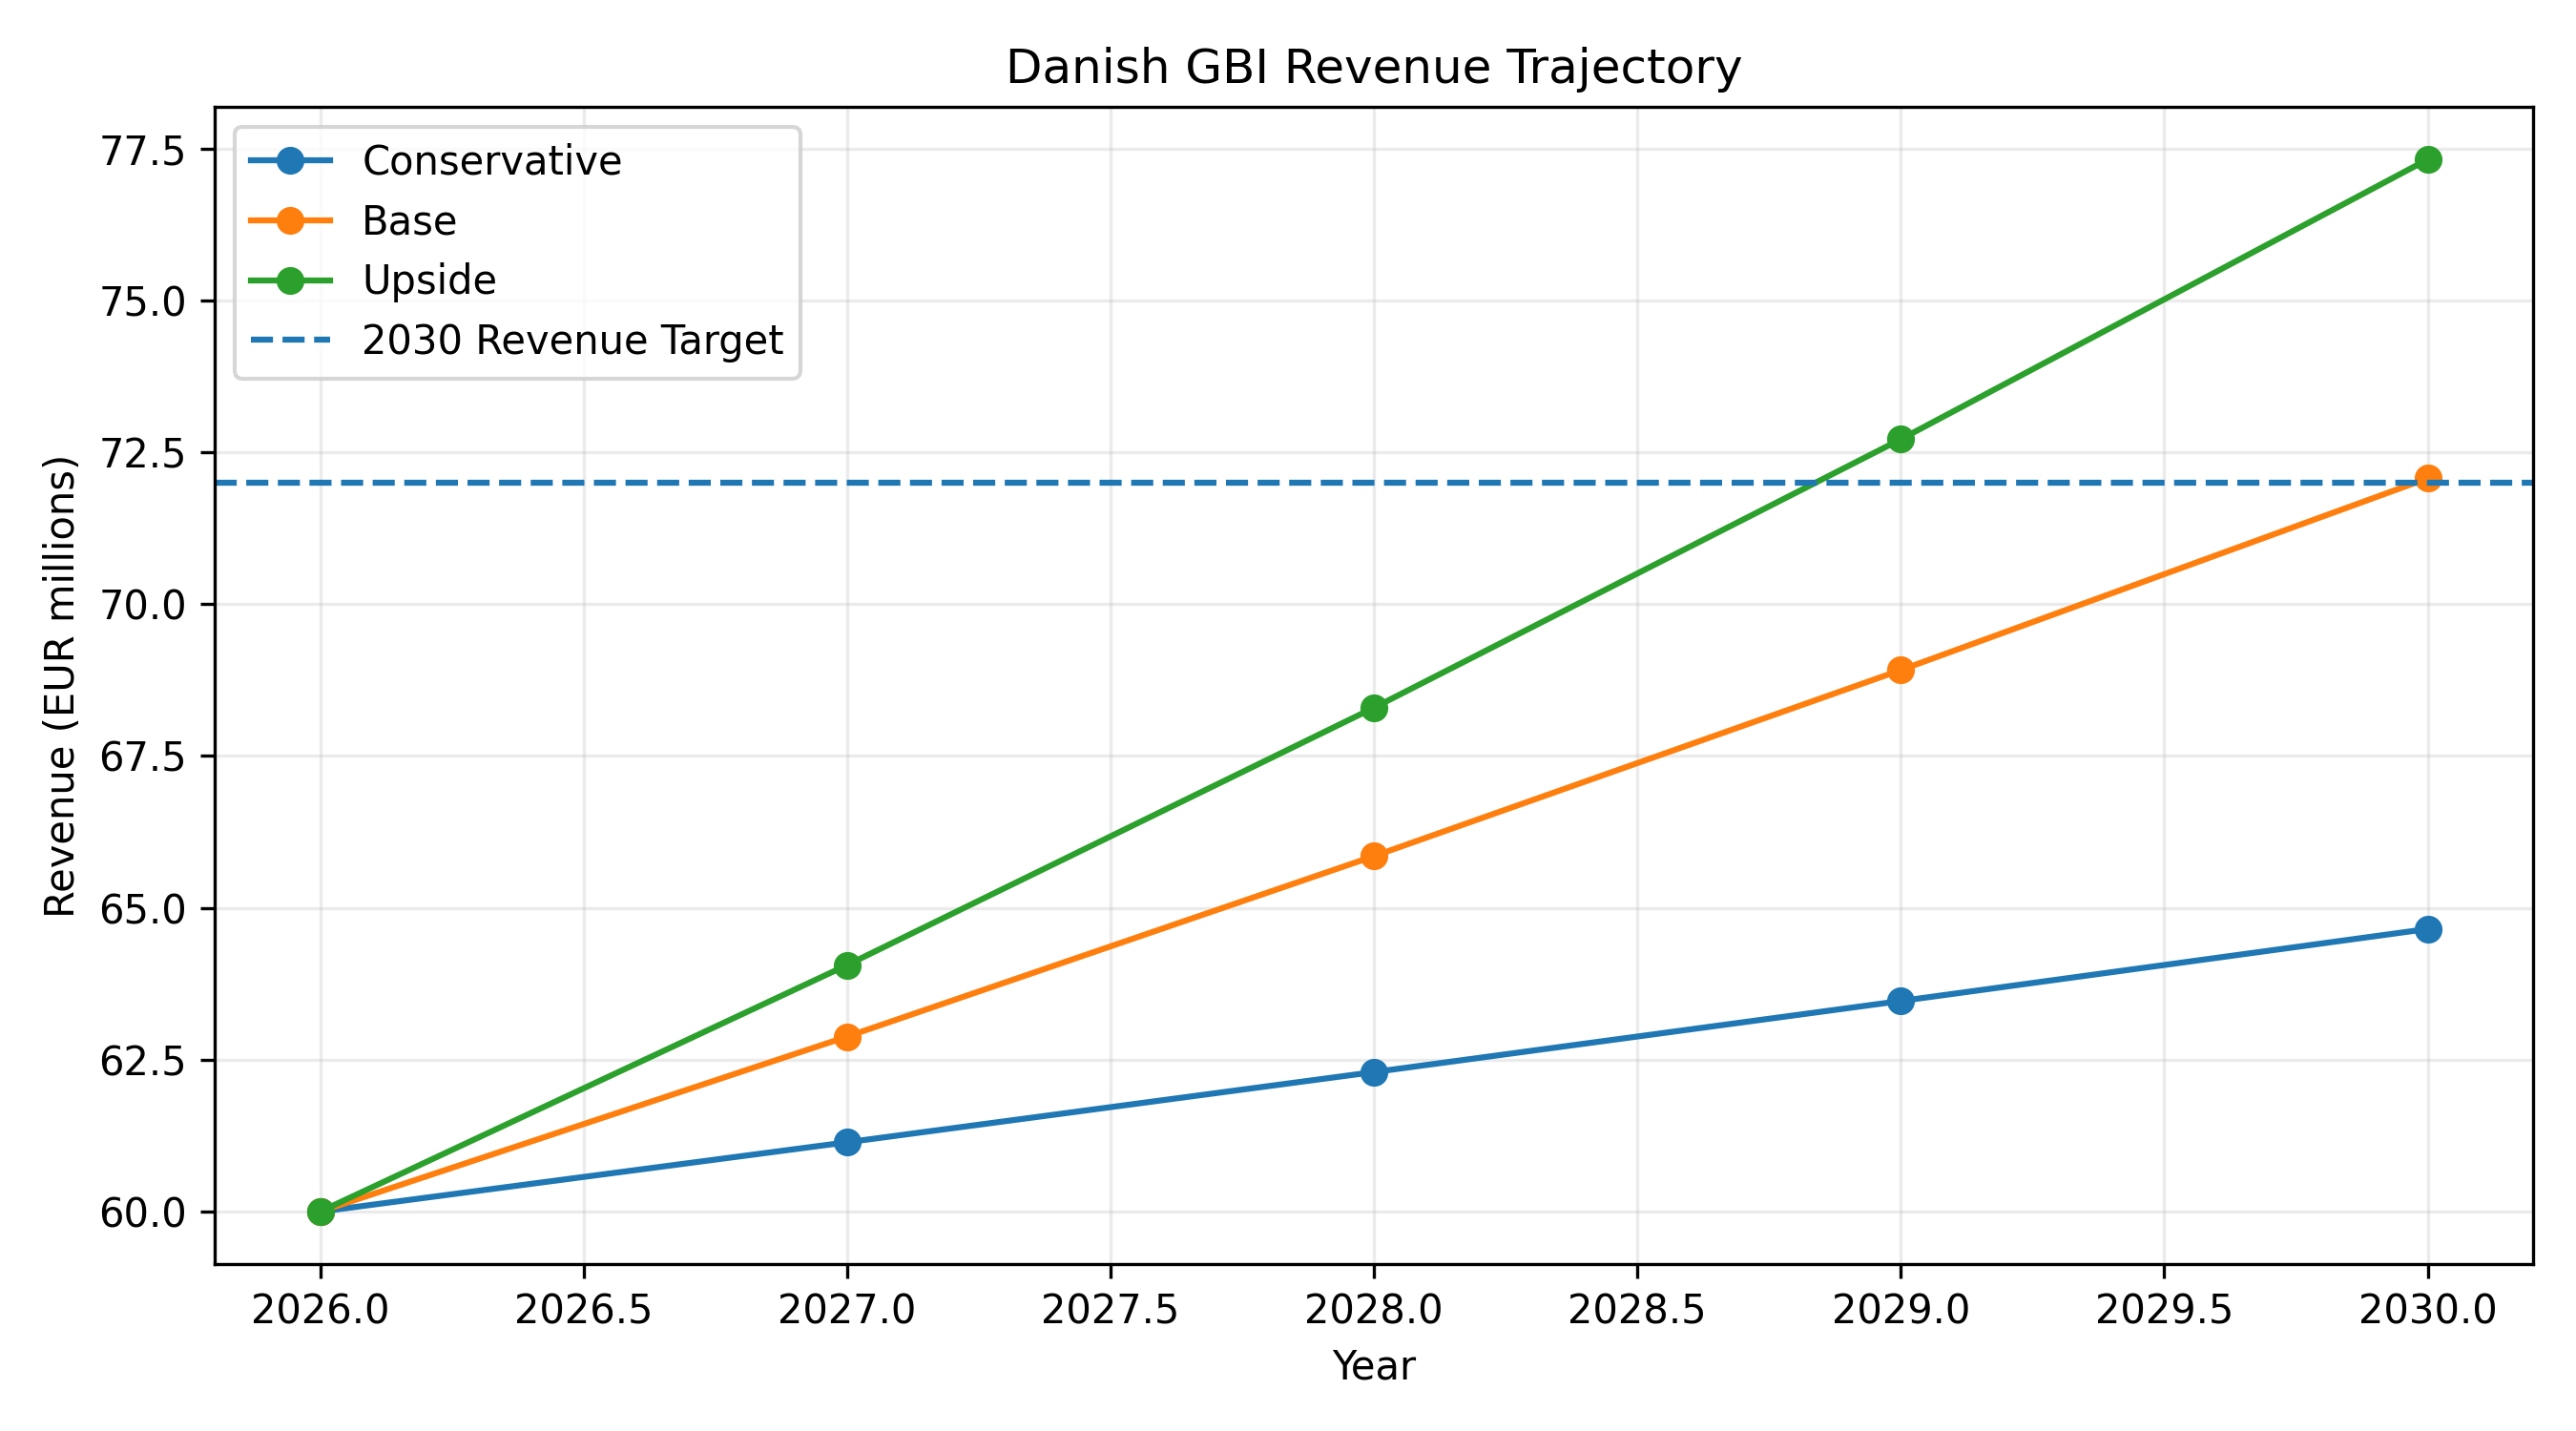 Danish GBI Revenue Trajectory
Conservative
Base
Upside
2030 Revenue Target
Revenue (EUR millions)
77.5
75.0
72.5
70.0
67.5
65.0
62.5
60.0
2026.0 2026.5 2027.0 2027.5 2028.0 2028.5 2029.0 2029.5 2030.0
Year